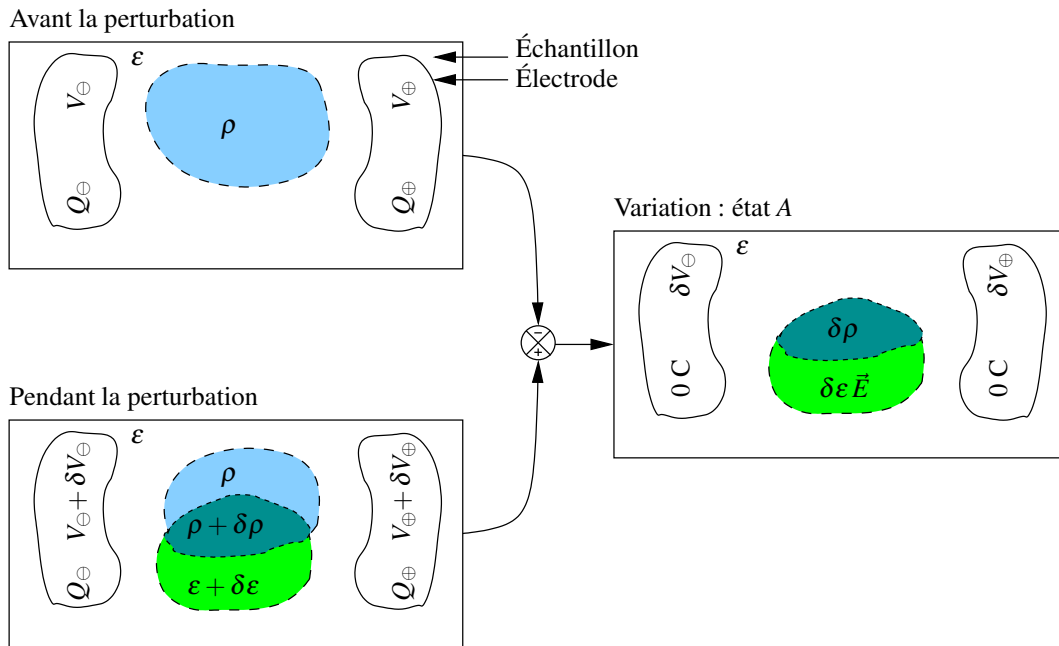 Avant la perturbation
ε
V⊕
Q⊕
ρ
V⊕
Q⊕
Échantillon
Électrode
−
+
Variation : état A
ε
δV⊕
0 C
δρ
δε E⃗
δV⊕
0 C
Pendant la perturbation
ε
V⊕ + δV⊕
Q⊕
ρ
ρ + δρ
ε + δε
V⊕ + δV⊕
Q⊕